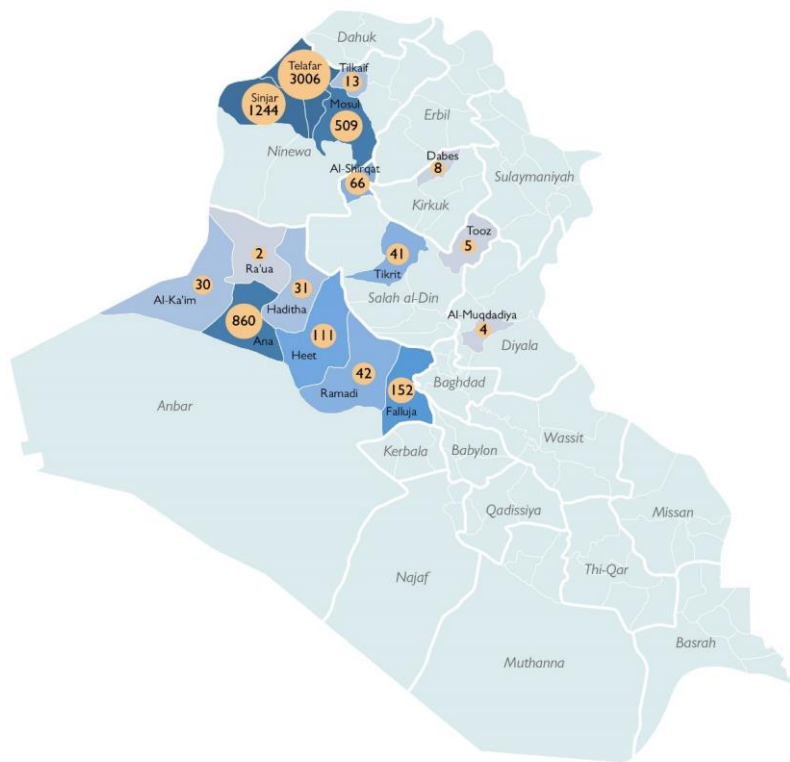 Dahuk
Telafar
3006
Tilkaif
13
Sinjar
1244
Mosul
509
Erbil
Ninewa
Al-Shirqat
66
Dabes
8
Sulaymaniyah
Kirkuk
Tooz
5
41
Tikrit
2
Ra'ua
30
Al-Ka'im
31
Haditha
Salah al-Din
860
Ana
111
Heet
Al-Muqdadiya
4
Diyala
42
Ramadi
152
Falluja
Baghdad
Anbar
Kerbala
Babylon
Wassit
Qadissiya
Missan
Najaf
Thi-Qar
Muthanna
Basrah